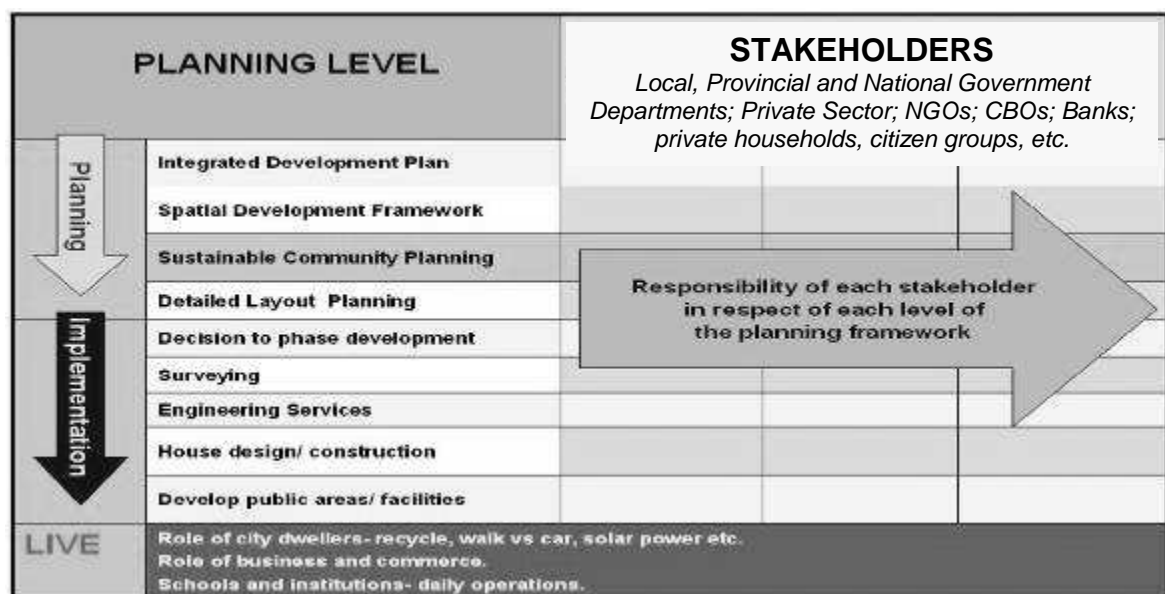 PLANNING LEVEL
STAKEHOLDERS
Local, Provincial and National Government
Departments; Private Sector; NGOs; CBOs; Banks;
private households, citizen groups, etc.
Planning
Integrated Development Plan
Spatial Development Framework
Sustainable Community Planning
Detailed Layout Planning
Responsibility of each stakeholder
in respect of each level of
the planning framework
Implementation
Decision to phase development
Surveying
Engineering Services
House design/ construction
Develop public areas/ facilities
LIVE
Role of city dwellers- recycle, walk vs car, solar power etc.
Role of business and commerce.
Schools and institutions- daily operations.